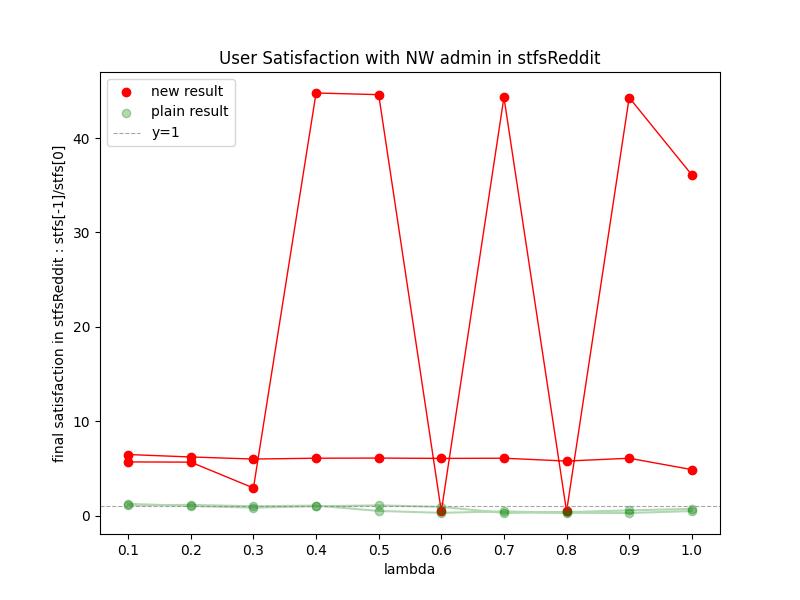 User Satisfaction with NW admin in stfsReddit
new result
plain result
y=1
final satisfaction in stfsReddit : stfs[-1]/stfs[0]
40
30
20
10
0
0.1 0.2 0.3 0.4 0.5 0.6 0.7 0.8 0.9 1.0
lambda